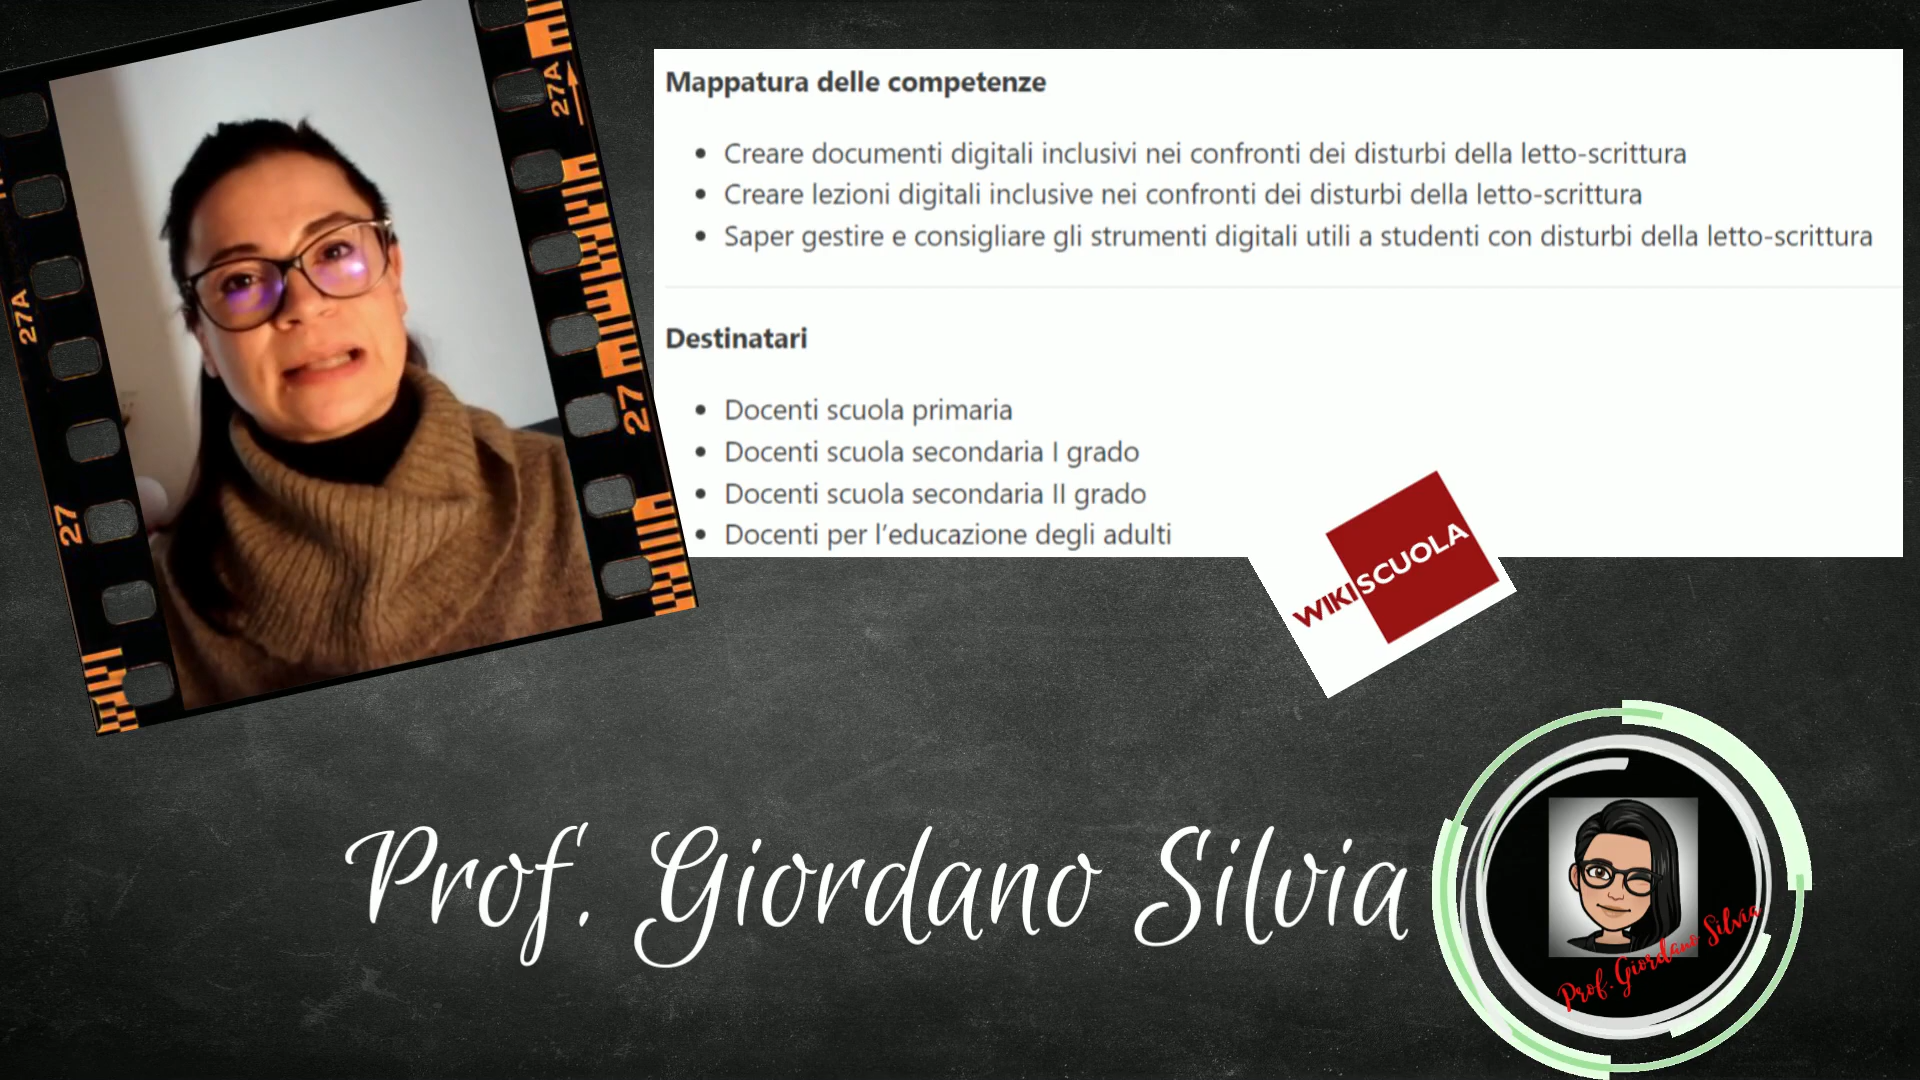 27A
27A
27
27
Mappatura delle competenze
Creare documenti digitali inclusivi nei confronti dei disturbi della letto-scrittura
Creare lezioni digitali inclusive nei confronti dei disturbi della letto-scrittura
Saper gestire e consigliare gli strumenti digitali utili a studenti con disturbi della letto-scrittura
Destinatari
Docenti scuola primaria
Docenti scuola secondaria I grado
Docenti scuola secondaria II grado
Docenti per l’educazione degli adulti
WIKISCUOLA
Prof. Giordano Silvia
Prof. Giordano Silvia